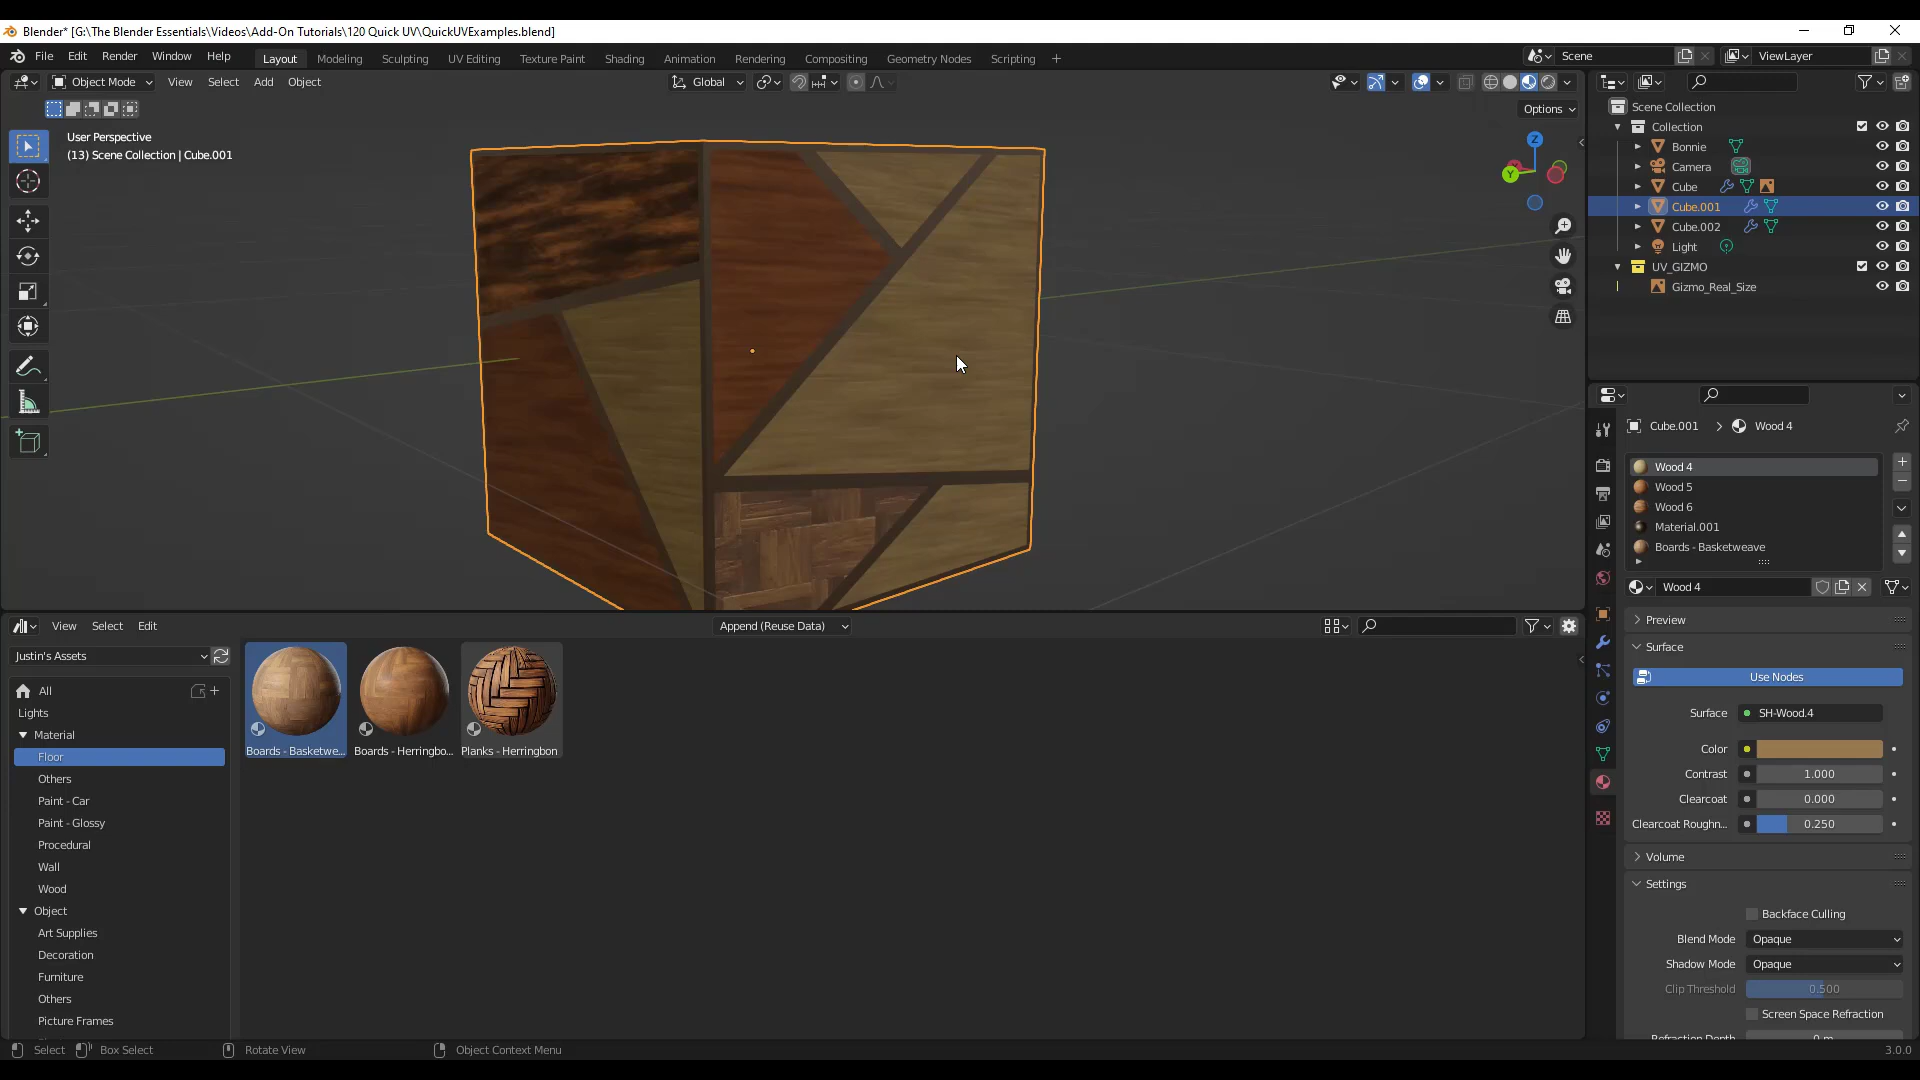 Blender* [G:\The Blender Essentials\Videos\Add-On Tutorials\120 Quick UV\QuickUVExamples.blend]
File Edit Render Window Help Layout Modeling Sculpting UV Editing Texture Paint Shading Animation Rendering Compositing Geometry Nodes Scripting + Scene ViewLayer
Object Mode View Select Add Object Global
Options
User Perspective
(13) Scene Collection | Cube.001
Z
Y
Scene Collection
Collection
Bonnie
Camera
Cube
Cube.001
Cube.002
Light
UV_GIZMO
Gizmo_Real_Size
Cube.001 > Wood 4
Wood 4
Wood 5
Wood 6
Material.001
Boards - Basketweave
Wood 4
Preview
Surface
Use Nodes
Surface SH-Wood.4
Color
Contrast 1.000
Clearcoat 0.000
Clearcoat Roughn... 0.250
Volume
Settings
Backface Culling
Blend Mode Opaque
Shadow Mode Opaque
Clip Threshold 0.500
Screen Space Refraction
Refraction Depth 0 m
View Select Edit Append (Reuse Data)
Justin's Assets
All
Lights
Material
Floor
Others
Paint - Car
Paint - Glossy
Procedural
Wall
Wood
Object
Art Supplies
Decoration
Furniture
Others
Picture Frames
Boards - Basketwe... Boards - Herringbo... Planks - Herringbon
Select Box Select Rotate View Object Context Menu 3.0.0